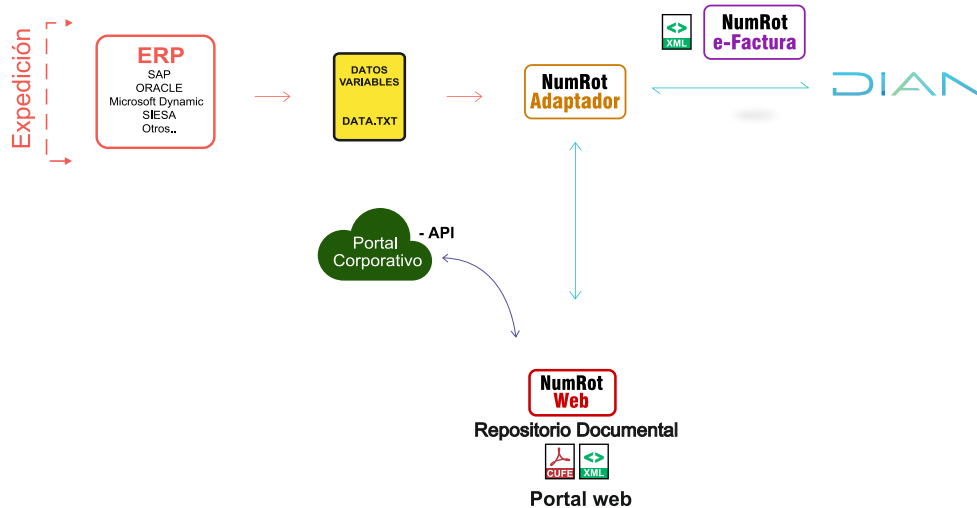 Expedición
ERP
SAP
ORACLE
Microsoft Dynamic
SIESA
Otros..
DATOS
VARIABLES
DATA.TXT
NumRot
Adaptador
<>
XML
NumRot
e-Factura
DIAN
Portal
Corporativo
- API
NumRot
Web
Repositorio Documental
CUFE
<>
XML
Portal web